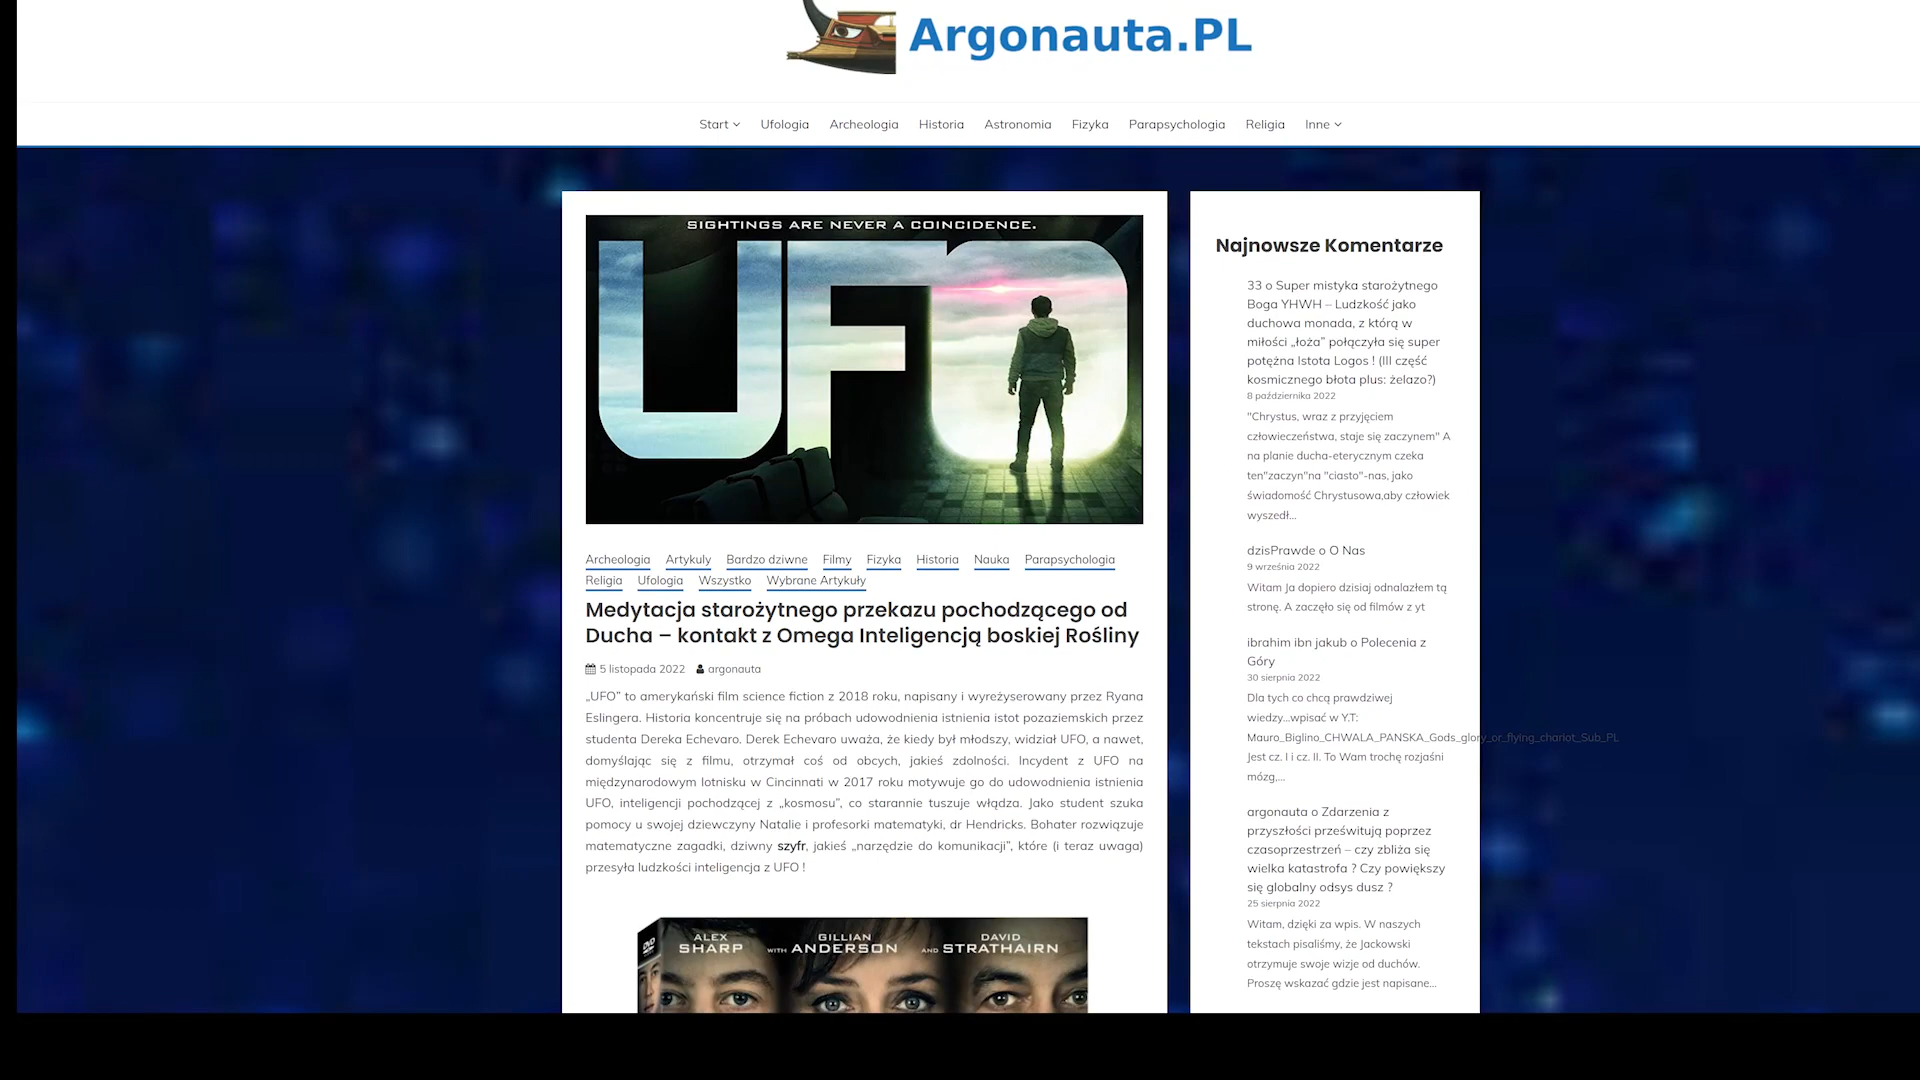 Argonauta.PL
Start Ufologia Archeologia Historia Astronomia Fizyka Parapsychologia Religia Inne
SIGHTINGS ARE NEVER A COINCIDENCE.
UFO
Archeologia Artykuly Bardzo dziwne Filmy Fizyka Historia Nauka Parapsychologia
Religia Ufologia Wszystko Wybrane Artykuły
Medytacja starożytnego przekazu pochodzącego od
Ducha – kontakt z Omega Inteligencją boskiej Rośliny
5 listopada 2022 argonauta
„UFO” to amerykański film science fiction z 2018 roku, napisany i wyreżyserowany przez Ryana
Eslingera. Historia koncentruje się na próbach udowodnienia istnienia istot pozaziemskich przez
studenta Dereka Echevaro. Derek Echevaro uważa, że kiedy był młodszy, widział UFO, a nawet,
domyślając się z filmu, otrzymał coś od obcych, jakieś zdolności. Incydent z UFO na
międzynarodowym lotnisku w Cincinnati w 2017 roku motywuje go do udowodnienia istnienia
UFO, inteligencji pochodzącej z „kosmosu”, co starannie tuszuje włądza. Jako student szuka
pomocy u swojej dziewczyny Natalie i profesorki matematyki, dr Hendricks. Bohater rozwiązuje
matematyczne zagadki, dziwny szyfr, jakieś „narzędzie do komunikacji”, które (i teraz uwaga)
przesyła ludzkości inteligencja z UFO !
DVD
ALEX SHARP WITH GILLIAN ANDERSON AND DAVID STRATHAIRN
Najnowsze Komentarze
33 o Super mistyka starożytnego
Boga YHWH – Ludzkość jako
duchowa monada, z którą w
miłości „łoża” połączyła się super
potężna Istota Logos ! (III część
kosmicznego błota plus: żelazo?)
8 października 2022
"Chrystus, wraz z przyjęciem
człowieczeństwa, staje się zaczynem" A
na planie ducha-eterycznym czeka
ten"zaczyn"na "ciasto"-nas, jako
świadomość Chrystusowa,aby człowiek
wyszedł...
dzisPrawde o O Nas
9 września 2022
Witam Ja dopiero dzisiaj odnalazłem tą
stronę. A zaczęło się od filmów z yt
ibrahim ibn jakub o Polecenia z
Góry
30 sierpnia 2022
Dla tych co chcą prawdziwej
wiedzy...wpisać w Y.T:
Mauro_Biglino_CHWALA_PANSKA_Gods_glory_or_flying_chariot_Sub_PL
Jest cz. I i cz. II. To Wam trochę rozjaśni
mózg,...
argonauta o Zdarzenia z
przyszłości prześwitują poprzez
czasoprzestrzeń – czy zbliża się
wielka katastrofa ? Czy powiększy
się globalny odsys dusz ?
25 sierpnia 2022
Witam, dzięki za wpis. W naszych
tekstach pisaliśmy, że Jackowski
otrzymuje swoje wizje od duchów.
Proszę wskazać gdzie jest napisane...